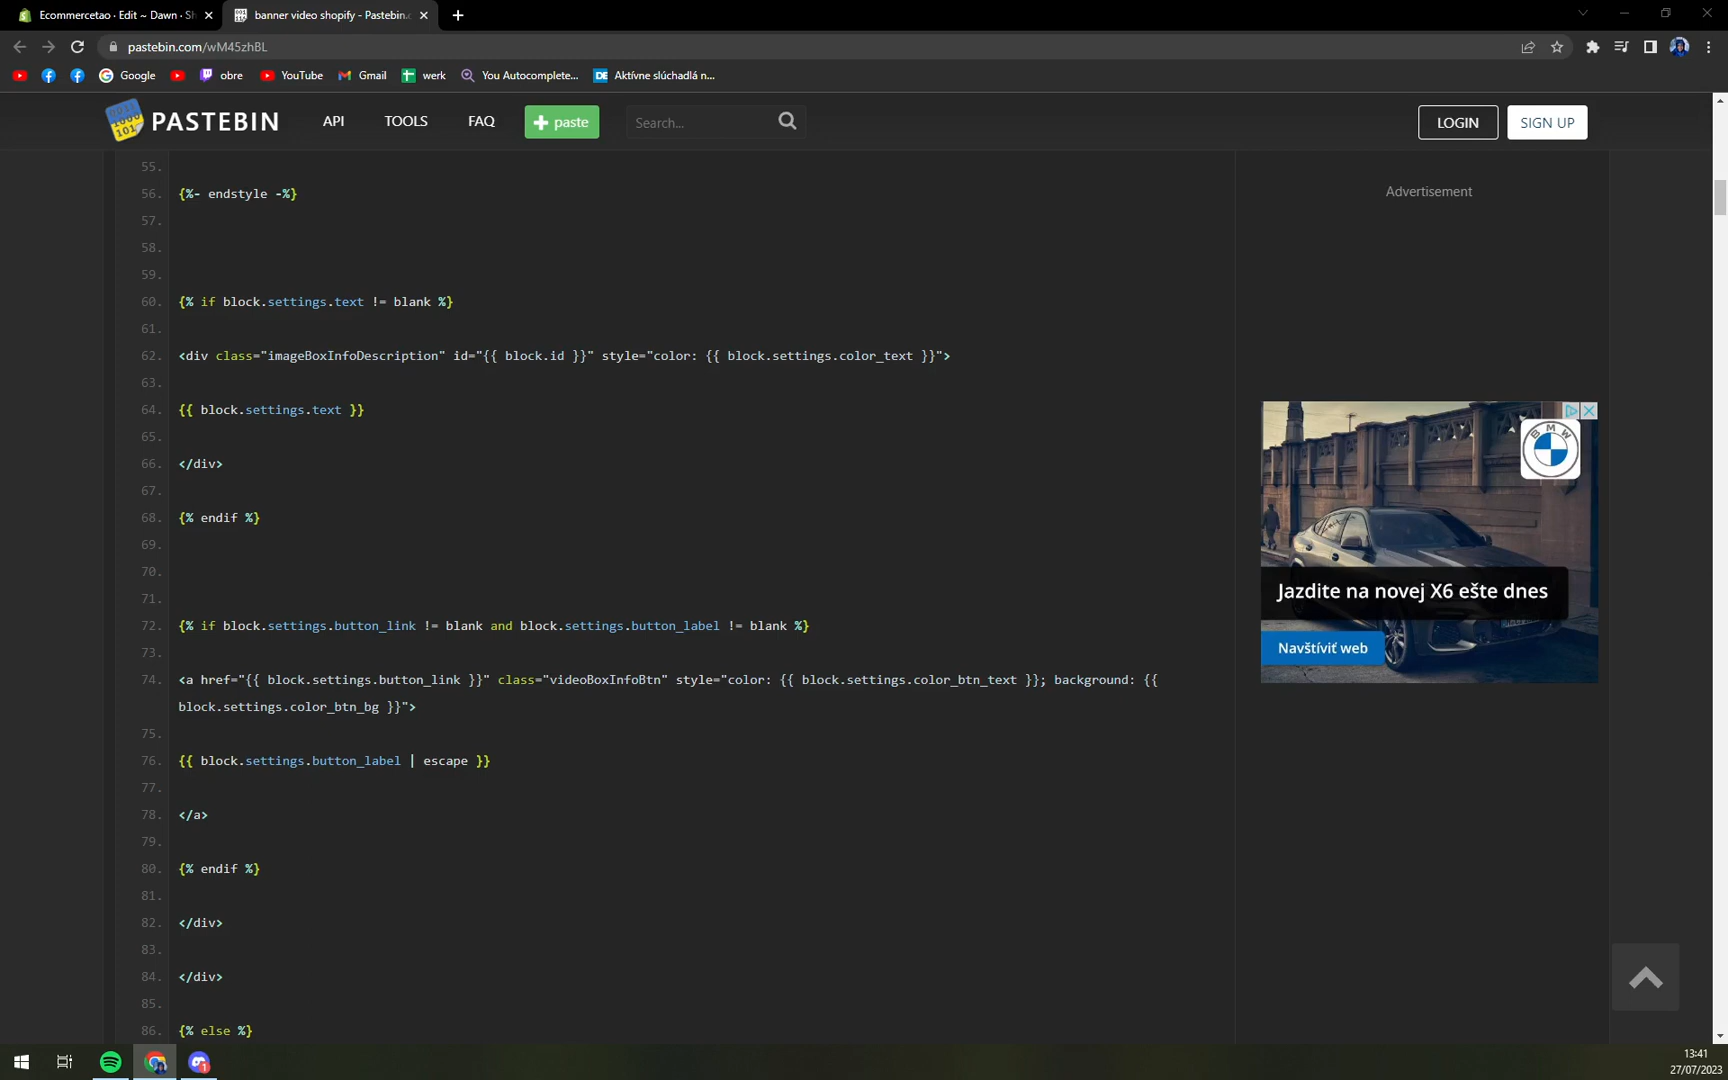 Ecommercetao · Edit ~ Dawn · Sh
banner video shopify - Pastebin.c
pastebin.com/wM45zhBL
Google
obre
YouTube
Gmail
werk
You Autocomplete...
DE Aktívne slúchadlá n...
PASTEBIN
API
TOOLS
FAQ
paste
Search...
LOGIN
SIGN UP
55.
56. {%- endstyle -%}
57.
58.
59.
60. {% if block.settings.text != blank %}
61.
62. <div class="imageBoxInfoDescription" id="{{ block.id }}" style="color: {{ block.settings.color_text }}">
63.
64. {{ block.settings.text }}
65.
66. </div>
67.
68. {% endif %}
69.
70.
71.
72. {% if block.settings.button_link != blank and block.settings.button_label != blank %}
73.
74. <a href="{{ block.settings.button_link }}" class="videoBoxInfoBtn" style="color: {{ block.settings.color_btn_text }}; background: {{
block.settings.color_btn_bg }}">
75.
76. {{ block.settings.button_label | escape }}
77.
78. </a>
79.
80. {% endif %}
81.
82. </div>
83.
84. </div>
85.
86. {% else %}
Advertisement
BMW
Jazdite na novej X6 ešte dnes
Navštíviť web
1
13:41
27/07/2023